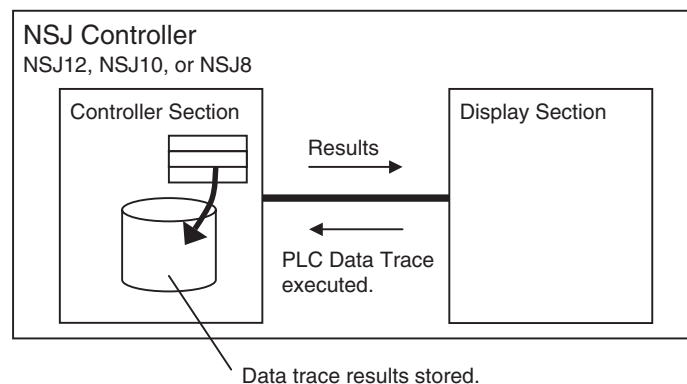 NSJ Controller
NSJ12, NSJ10, or NSJ8
Controller Section
Display Section
Results
PLC Data Trace
executed.
Data trace results stored.